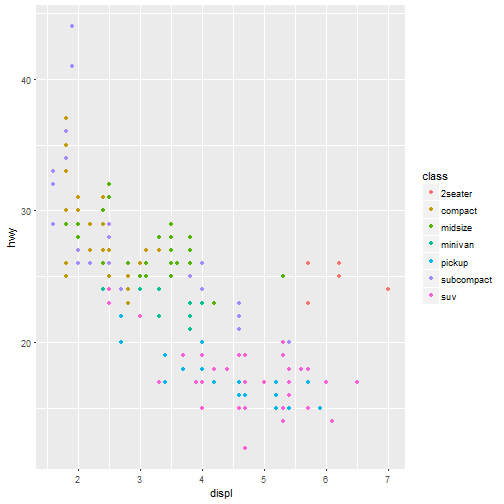 hwy
40
30
20
2
3
4
5
6
7
displ
class
2seater
compact
midsize
minivan
pickup
subcompact
suv